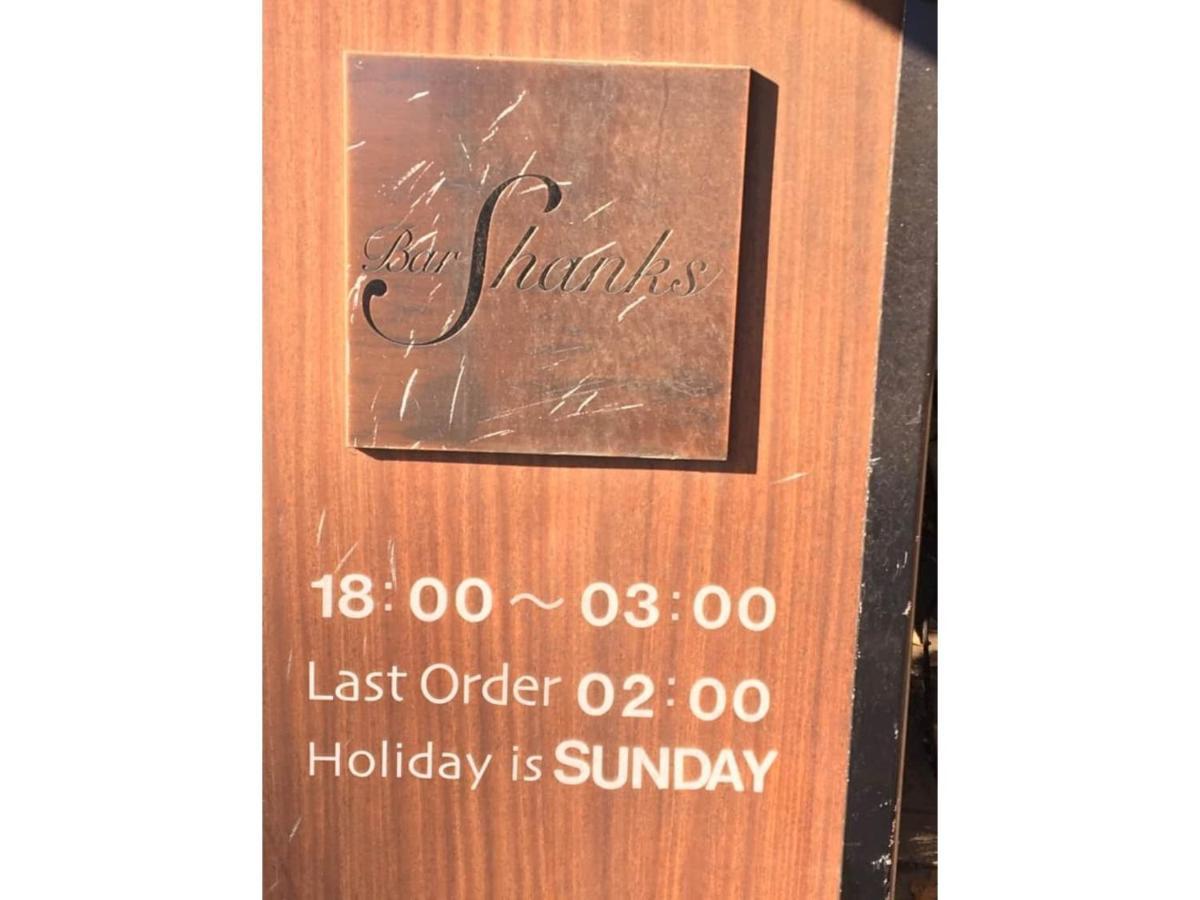 Bar Shanks
18:00～03:00
Last Order 02:00
Holiday is SUNDAY